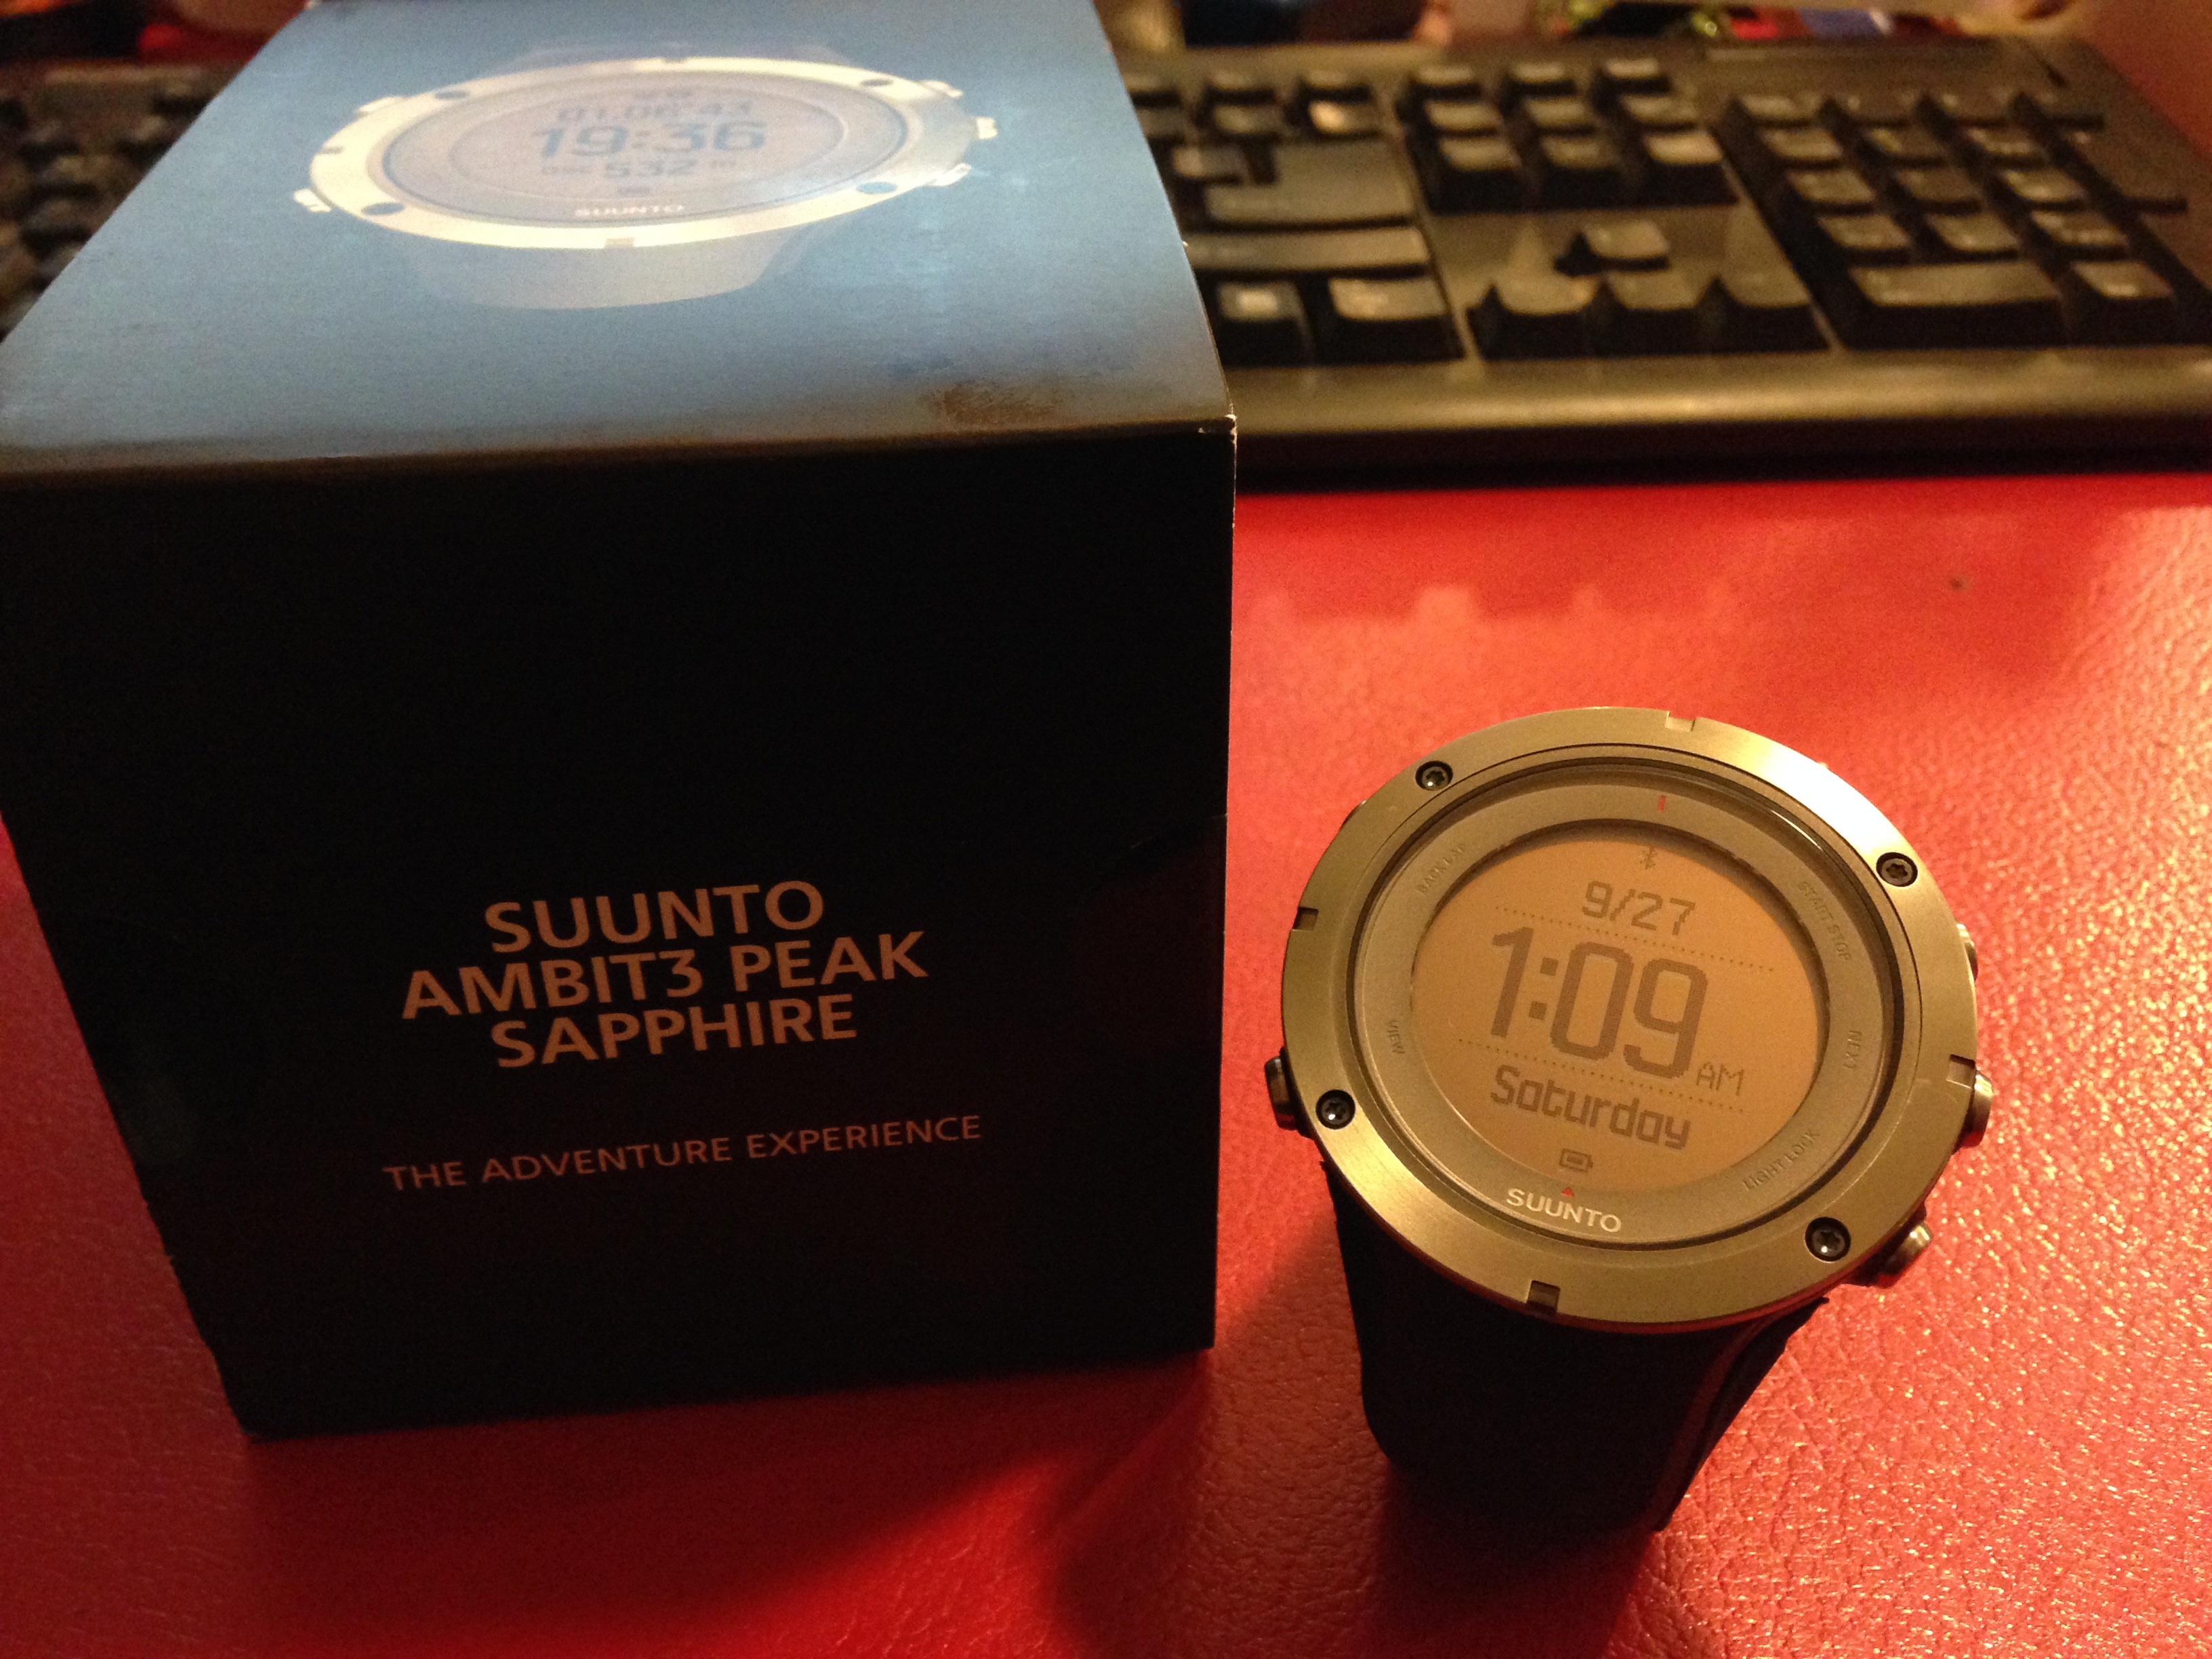 19:36
532 m
SUUNTO
SUUNTO
AMBIT3 PEAK
SAPPHIRE
THE ADVENTURE EXPERIENCE
BACK LAP
START STOP
9/27
1:09 AM
VIEW
NEXT
Saturday
LIGHT LOCK
SUUNTO